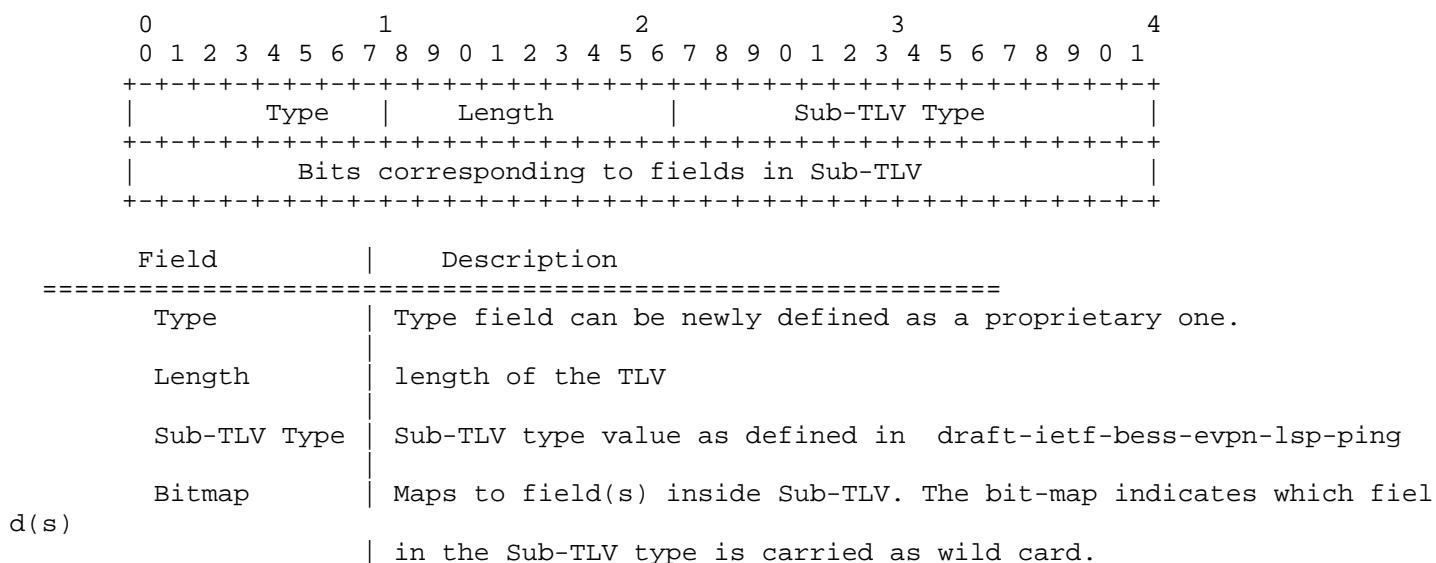 0                   1                   2                   3                   4
0 1 2 3 4 5 6 7 8 9 0 1 2 3 4 5 6 7 8 9 0 1 2 3 4 5 6 7 8 9 0 1
+-+-+-+-+-+-+-+-+-+-+-+-+-+-+-+-+-+-+-+-+-+-+-+-+-+-+-+-+-+-+-+-+
| Type | Length | Sub-TLV Type |
+-+-+-+-+-+-+-+-+-+-+-+-+-+-+-+-+-+-+-+-+-+-+-+-+-+-+-+-+-+-+-+-+
| Bits corresponding to fields in Sub-TLV |
+-+-+-+-+-+-+-+-+-+-+-+-+-+-+-+-+-+-+-+-+-+-+-+-+-+-+-+-+-+-+-+-+
Field | Description
============================================================
Type | Type field can be newly defined as a proprietary one.
|
Length | length of the TLV
|
Sub-TLV Type | Sub-TLV type value as defined in  draft-ietf-bess-evpn-lsp-ping
|
Bitmap | Maps to field(s) inside Sub-TLV. The bit-map indicates which fiel
d(s)
| in the Sub-TLV type is carried as wild card.